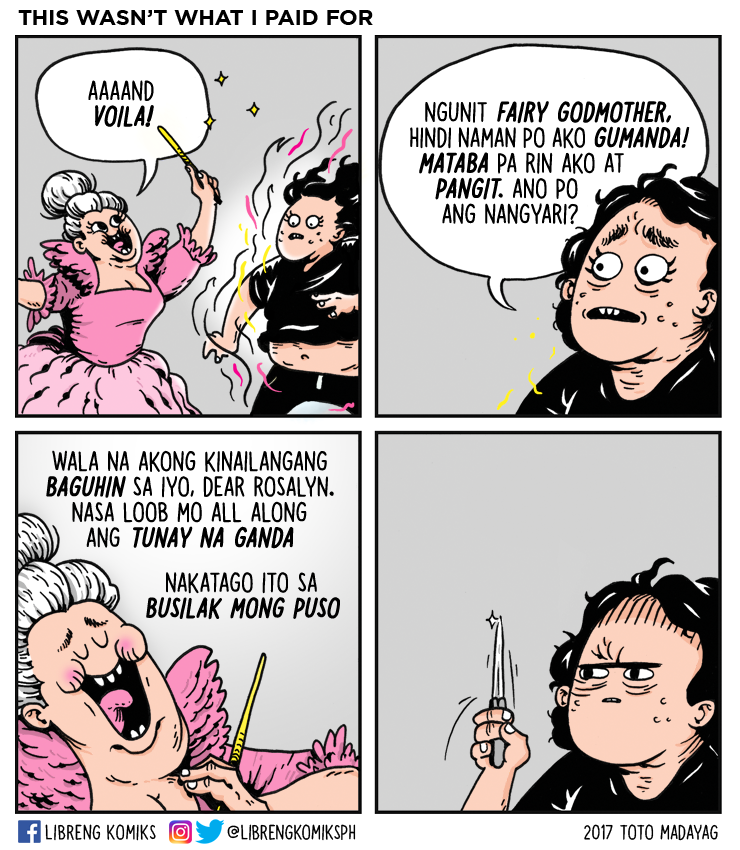 THIS WASN'T WHAT I PAID FOR
AAAAND
VOILA!
NGUNIT FAIRY GODMOTHER,
HINDI NAMAN PO AKO GUMANDA!
MATABA PA RIN AKO AT
PANGIT. ANO PO
ANG NANGYARI?
WALA NA AKONG KINAILANGANG
BAGUHIN SA IYO, DEAR ROSALYN.
NASA LOOB MO ALL ALONG
ANG TUNAY NA GANDA
NAKATAGO ITO SA
BUSILAK MONG PUSO
LIBRENG KOMIKS @LIBRENGKOMIKSPH
2017 TOTO MADAYAG